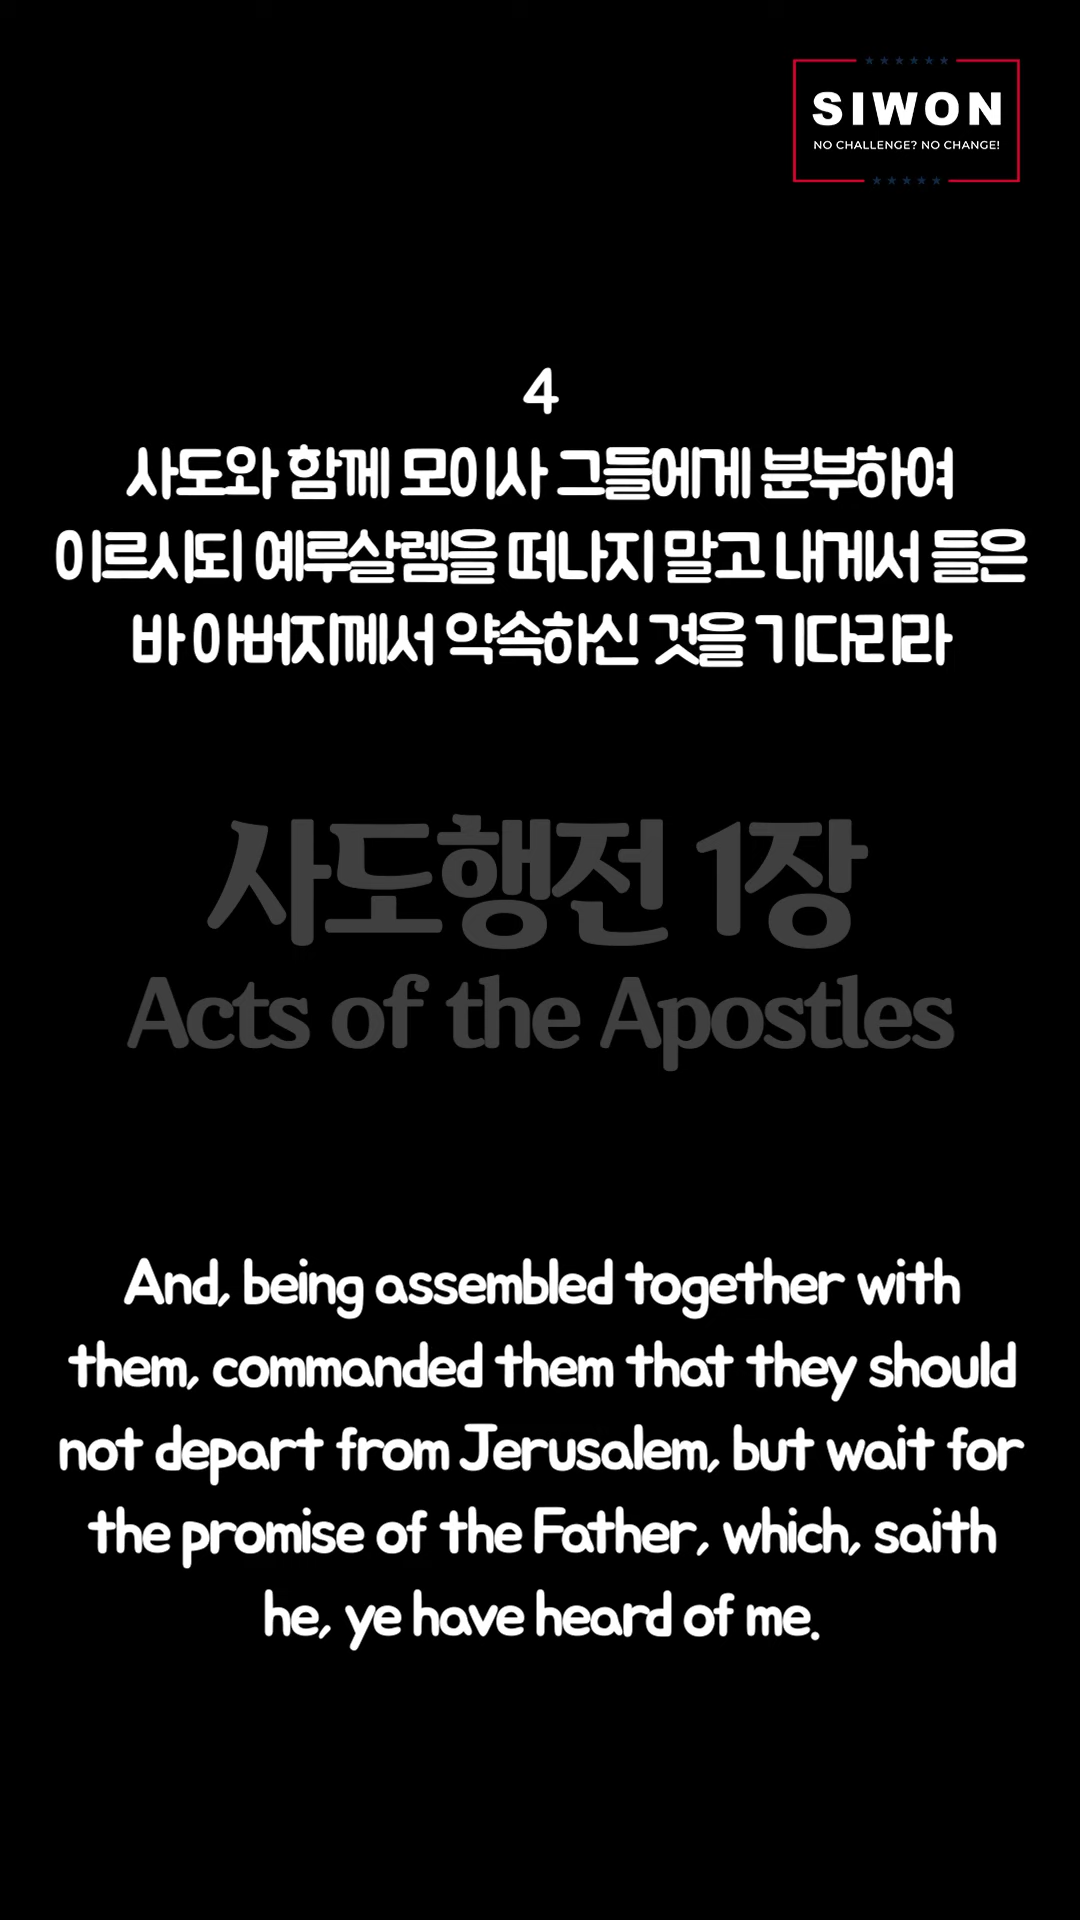 SIWON
NO CHALLENGE? NO CHANGE!
4
사도와 함께 모이사 그들에게 분부하여
이르시되 예루살렘을 떠나지 말고 내게서 들은
바 아버지께서 약속하신 것을 기다리라
사도행전 1장
Acts of the Apostles
And, being assembled together with
them, commanded them that they should
not depart from Jerusalem, but wait for
the promise of the Father, which, saith
he, ye have heard of me.